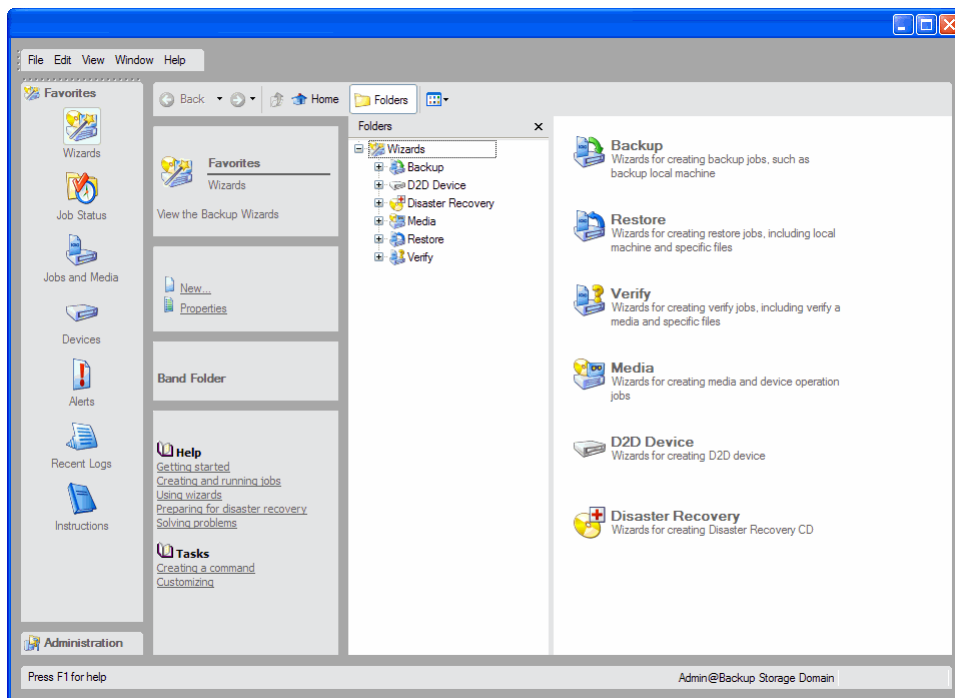 File Edit View Window Help
Favorites
Wizards
Job Status
Jobs and Media
Devices
Alerts
Recent Logs
Instructions
Administration
Back Home Folders
Favorites
Wizards
View the Backup Wizards
New...
Properties
Band Folder
Help
Getting started
Creating and running jobs
Using wizards
Preparing for disaster recovery
Solving problems
Tasks
Creating a command
Customizing
Folders
Wizards
Backup
D2D Device
Disaster Recovery
Media
Restore
Verify
Backup
Wizards for creating backup jobs, such as
backup local machine
Restore
Wizards for creating restore jobs, including local
machine and specific files
Verify
Wizards for creating verify jobs, including verify a
media and specific files
Media
Wizards for creating media and device operation
jobs
D2D Device
Wizards for creating D2D device
Disaster Recovery
Wizards for creating Disaster Recovery CD
Press F1 for help
Admin@Backup Storage Domain